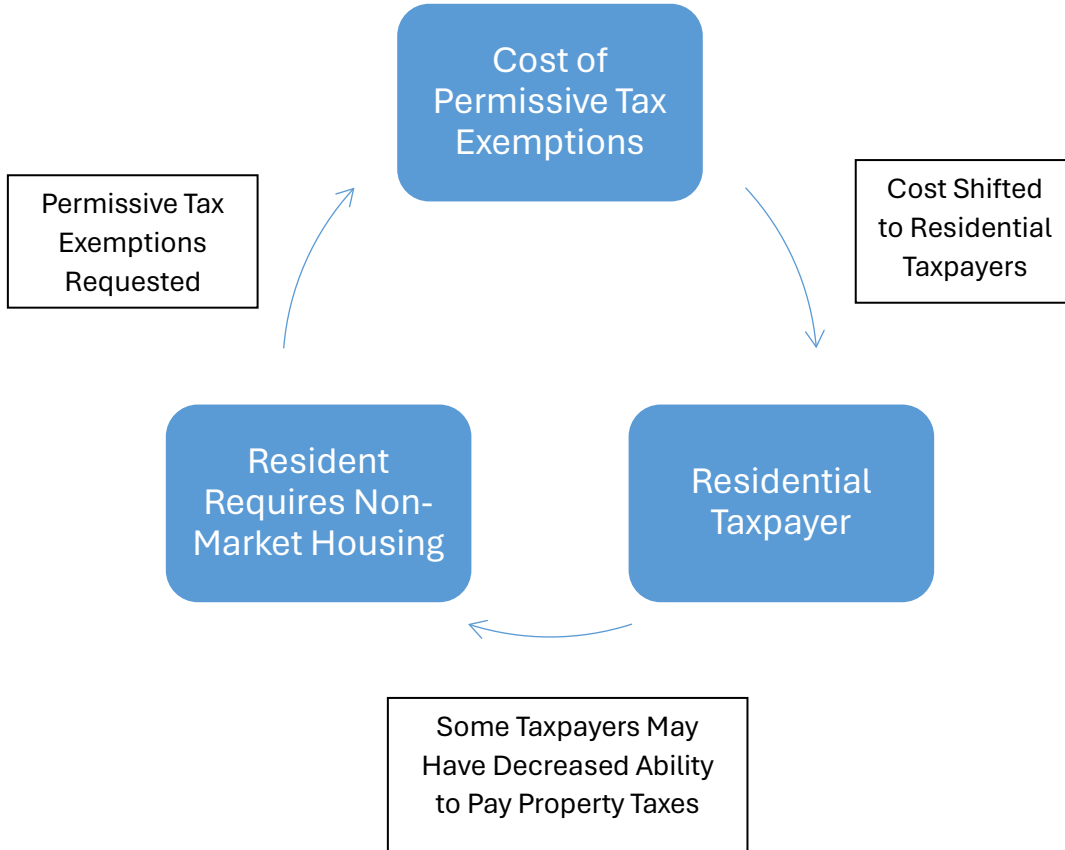 Cost of
Permissive Tax
Exemptions
Permissive Tax
Exemptions
Requested
Cost Shifted
to Residential
Taxpayers
Resident
Requires Non-
Market Housing
Residential
Taxpayer
Some Taxpayers May
Have Decreased Ability
to Pay Property Taxes